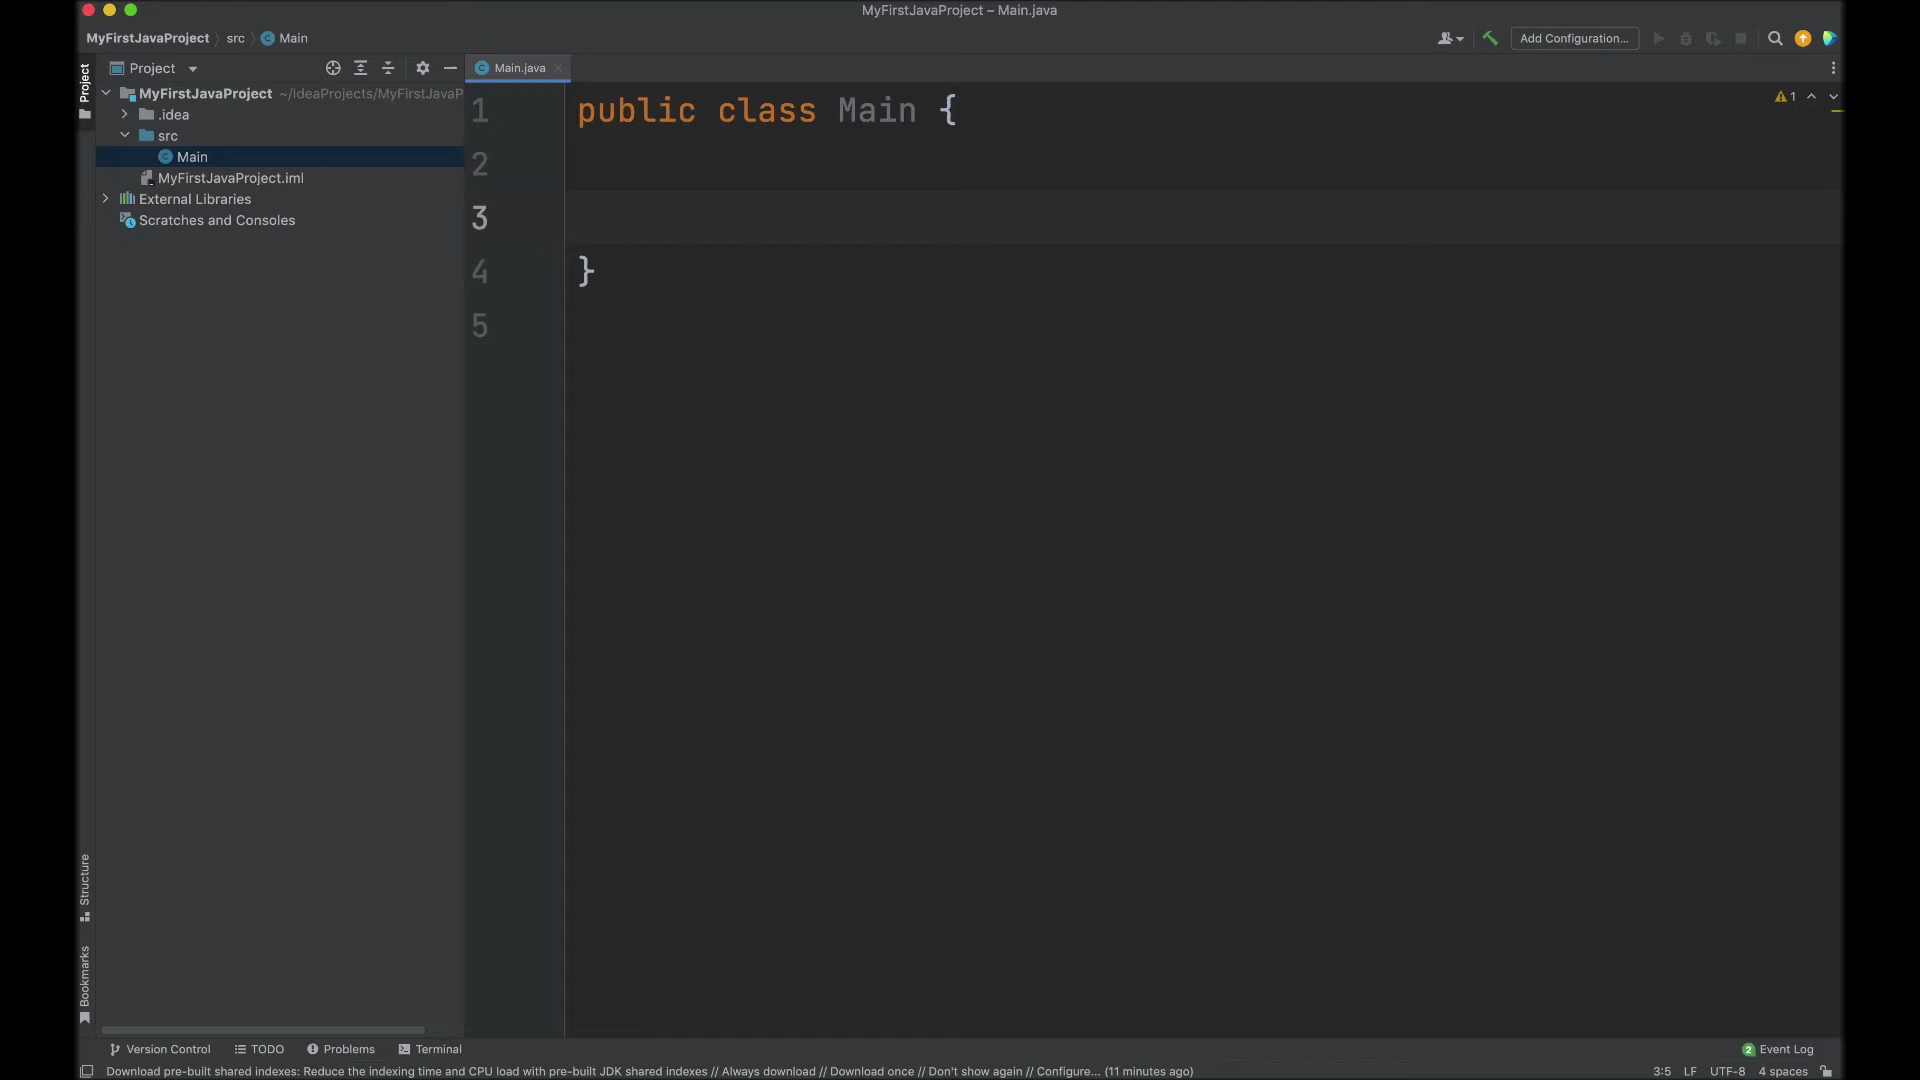 MyFirstJavaProject – Main.java
MyFirstJavaProject src Main
Add Configuration...
Project
Project
Main.java
MyFirstJavaProject ~/IdeaProjects/MyFirstJavaP
.idea
src
Main
MyFirstJavaProject.iml
External Libraries
Scratches and Consoles
1 public class Main {
2
3
4 }
5
1
Structure
Bookmarks
Version Control TODO Problems Terminal
2 Event Log
Download pre-built shared indexes: Reduce the indexing time and CPU load with pre-built JDK shared indexes // Always download // Download once // Don't show again // Configure... (11 minutes ago)
3:5 LF UTF-8 4 spaces